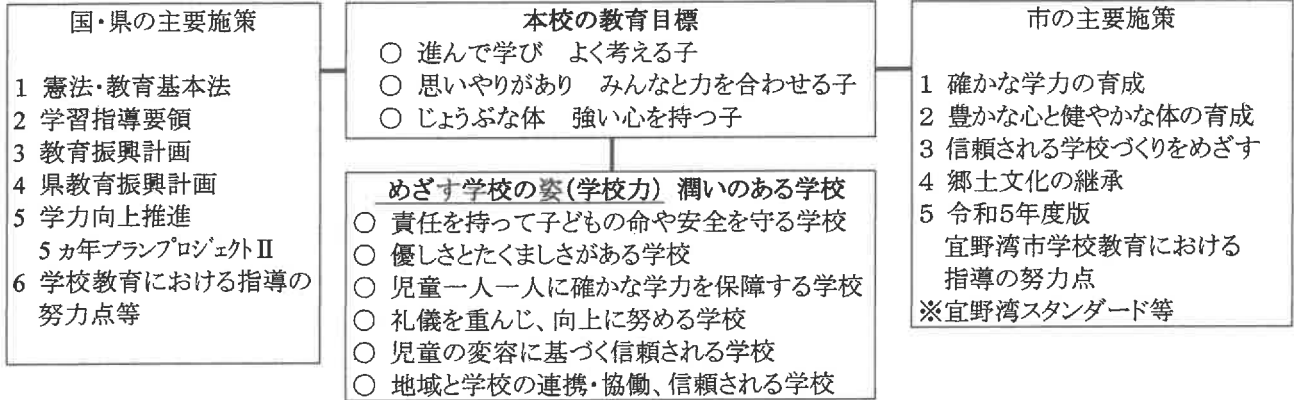 国・県の主要施策
1 憲法・教育基本法
2 学習指導要領
3 教育振興計画
4 県教育振興計画
5 学力向上推進
5ヵ年プランプロジェクトⅡ
6 学校教育における指導の
努力点等
本校の教育目標
○ 進んで学び　よく考える子
○ 思いやりがあり　みんなと力を合わせる子
○ じょうぶな体　強い心を持つ子
めざす学校の姿(学校力)　潤いのある学校
○ 責任を持って子どもの命や安全を守る学校
○ 優しさとたくましさがある学校
○ 児童一人一人に確かな学力を保障する学校
○ 礼儀を重んじ、向上に努める学校
○ 児童の変容に基づく信頼される学校
○ 地域と学校の連携・協働、信頼される学校
市の主要施策
1 確かな学力の育成
2 豊かな心と健やかな体の育成
3 信頼される学校づくりをめざす
4 郷土文化の継承
5 令和5年度版
宜野湾市学校教育における
指導の努力点
※宜野湾スタンダード等